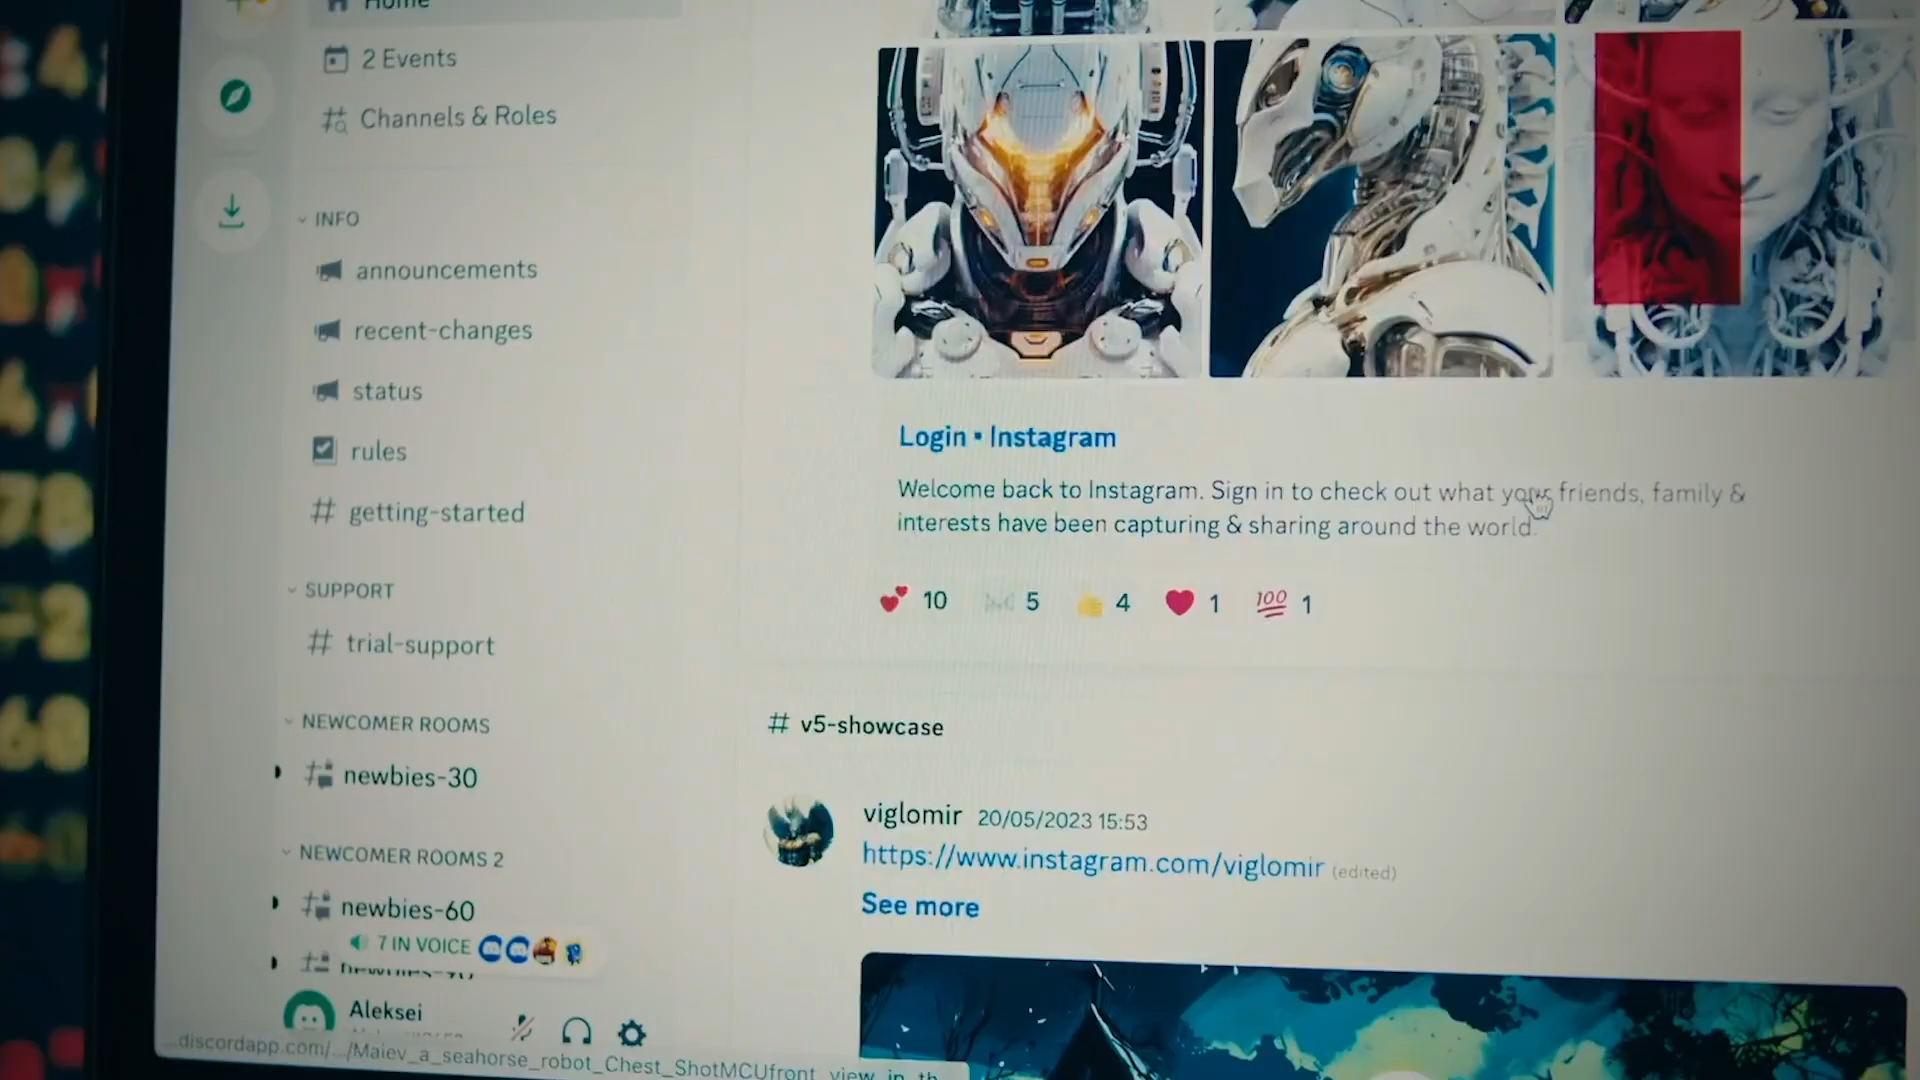 Home
2 Events
Channels & Roles
INFO
announcements
recent-changes
status
rules
# getting-started
SUPPORT
# trial-support
NEWCOMER ROOMS
newbies-30
NEWCOMER ROOMS 2
newbies-60
7 IN VOICE
Aleksei
discordapp.com/.../Maiev_a_seahorse_robot_Chest_ShotMCUfront_view_in_th
Login • Instagram
Welcome back to Instagram. Sign in to check out what your friends, family &
interests have been capturing & sharing around the world.
10 5 4 1 100 1
# v5-showcase
viglomir 20/05/2023 15:53
https://www.instagram.com/viglomir (edited)
See more